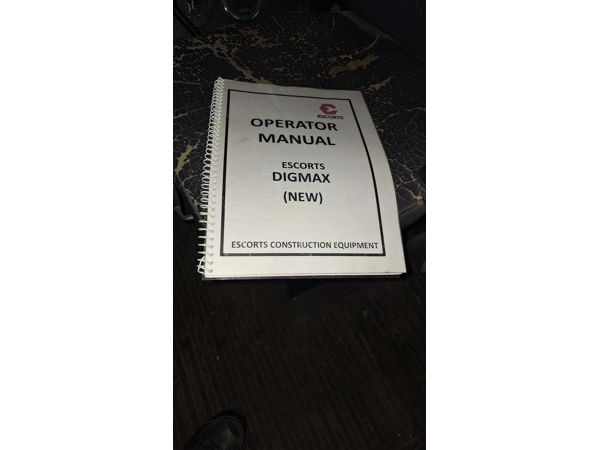 ESCORTS
OPERATOR
MANUAL
ESCORTS
DIGMAX
(NEW)
ESCORTS CONSTRUCTION EQUIPMENT